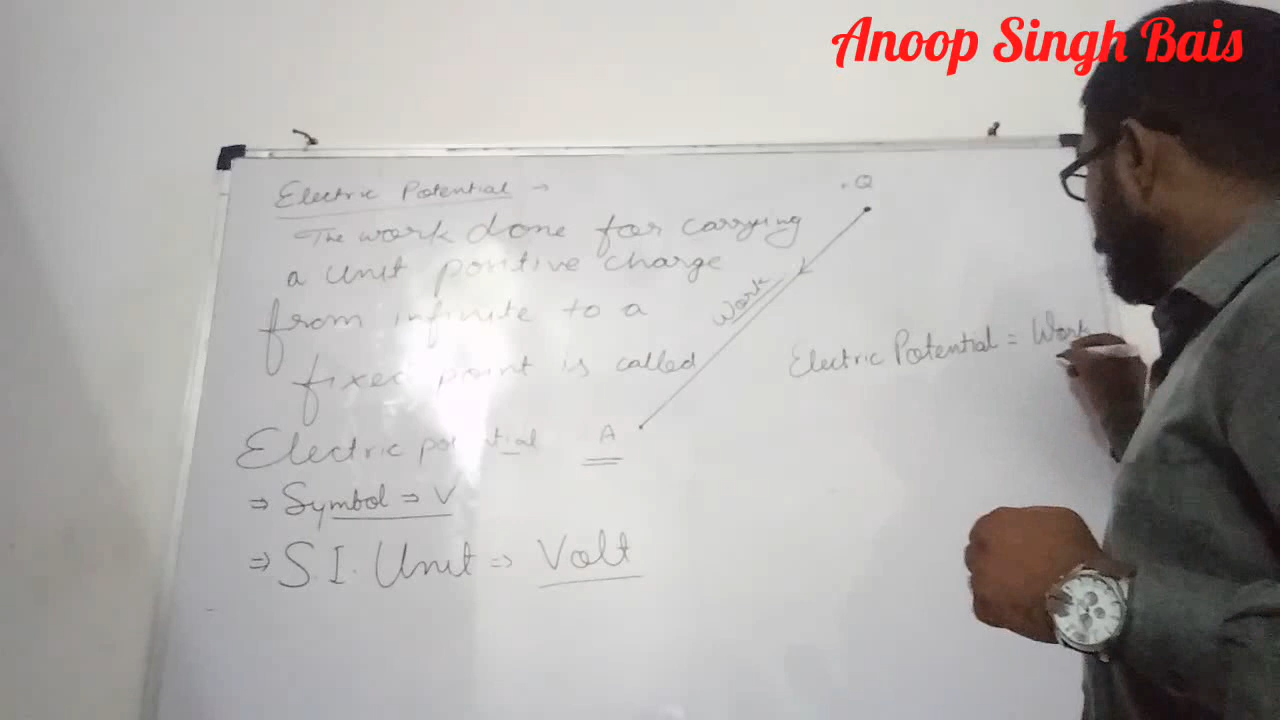 Anoop Singh Bais
Electric Potential →
The work done for carrying
a unit positive charge
from infinite to a
fixed point is called
Electric potential
⇒ Symbol ⇒ V
⇒ S.I. Unit ⇒ Volt
. Q
Work
A
Electric Potential = Work